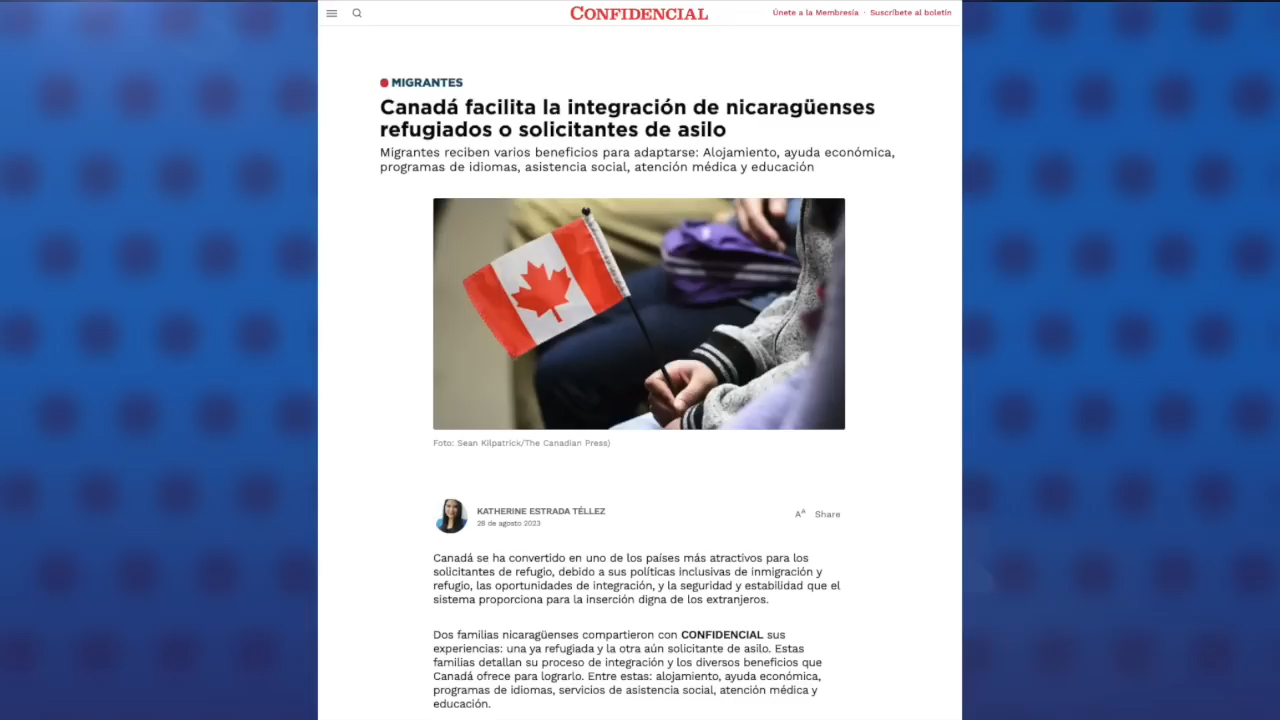 CONFIDENCIAL
Únete a la Membresía · Suscríbete al boletín
MIGRANTES
Canadá facilita la integración de nicaragüenses
refugiados o solicitantes de asilo
Migrantes reciben varios beneficios para adaptarse: Alojamiento, ayuda económica,
programas de idiomas, asistencia social, atención médica y educación
Foto: Sean Kilpatrick/The Canadian Press)
KATHERINE ESTRADA TÉLLEZ
28 de agosto 2023
AA Share
Canadá se ha convertido en uno de los países más atractivos para los
solicitantes de refugio, debido a sus políticas inclusivas de inmigración y
refugio, las oportunidades de integración, y la seguridad y estabilidad que el
sistema proporciona para la inserción digna de los extranjeros.
Dos familias nicaragüenses compartieron con CONFIDENCIAL sus
experiencias: una ya refugiada y la otra aún solicitante de asilo. Estas
familias detallan su proceso de integración y los diversos beneficios que
Canadá ofrece para lograrlo. Entre estas: alojamiento, ayuda económica,
programas de idiomas, servicios de asistencia social, atención médica y
educación.